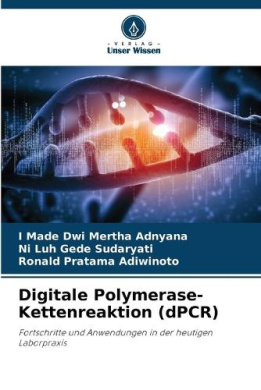 VERLAG
Unser Wissen
I Made Dwi Mertha Adnyana
Ni Luh Gede Sudaryati
Ronald Pratama Adiwinoto
Digitale Polymerase-
Kettenreaktion (dPCR)
Fortschritte und Anwendungen in der heutigen
Laborpraxis